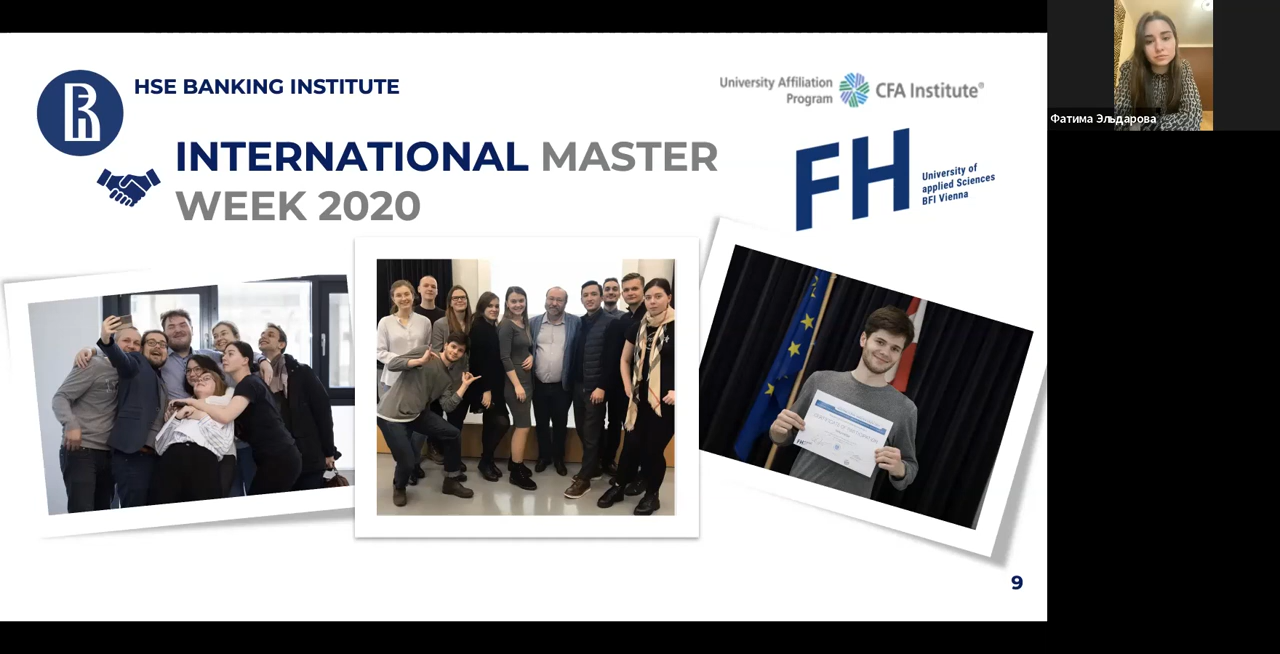 HSE BANKING INSTITUTE
University Affiliation
Program
CFA Institute®
INTERNATIONAL MASTER
WEEK 2020
FH
University of
applied Sciences
BFI Vienna
9
Фатима Эльдарова